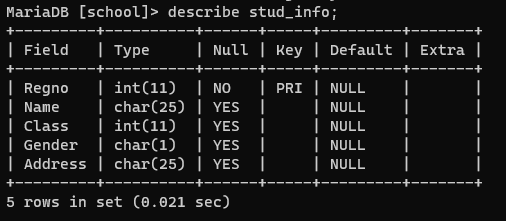 MariaDB [school]> describe stud_info;
+---------+----------+------+-----+---------+-------+
| Field   | Type     | Null | Key | Default | Extra |
+---------+----------+------+-----+---------+-------+
| Regno   | int(11)  | NO   | PRI | NULL    |       |
| Name    | char(25) | YES  |     | NULL    |       |
| Class   | int(11)  | YES  |     | NULL    |       |
| Gender  | char(1)  | YES  |     | NULL    |       |
| Address | char(25) | YES  |     | NULL    |       |
+---------+----------+------+-----+---------+-------+
5 rows in set (0.021 sec)